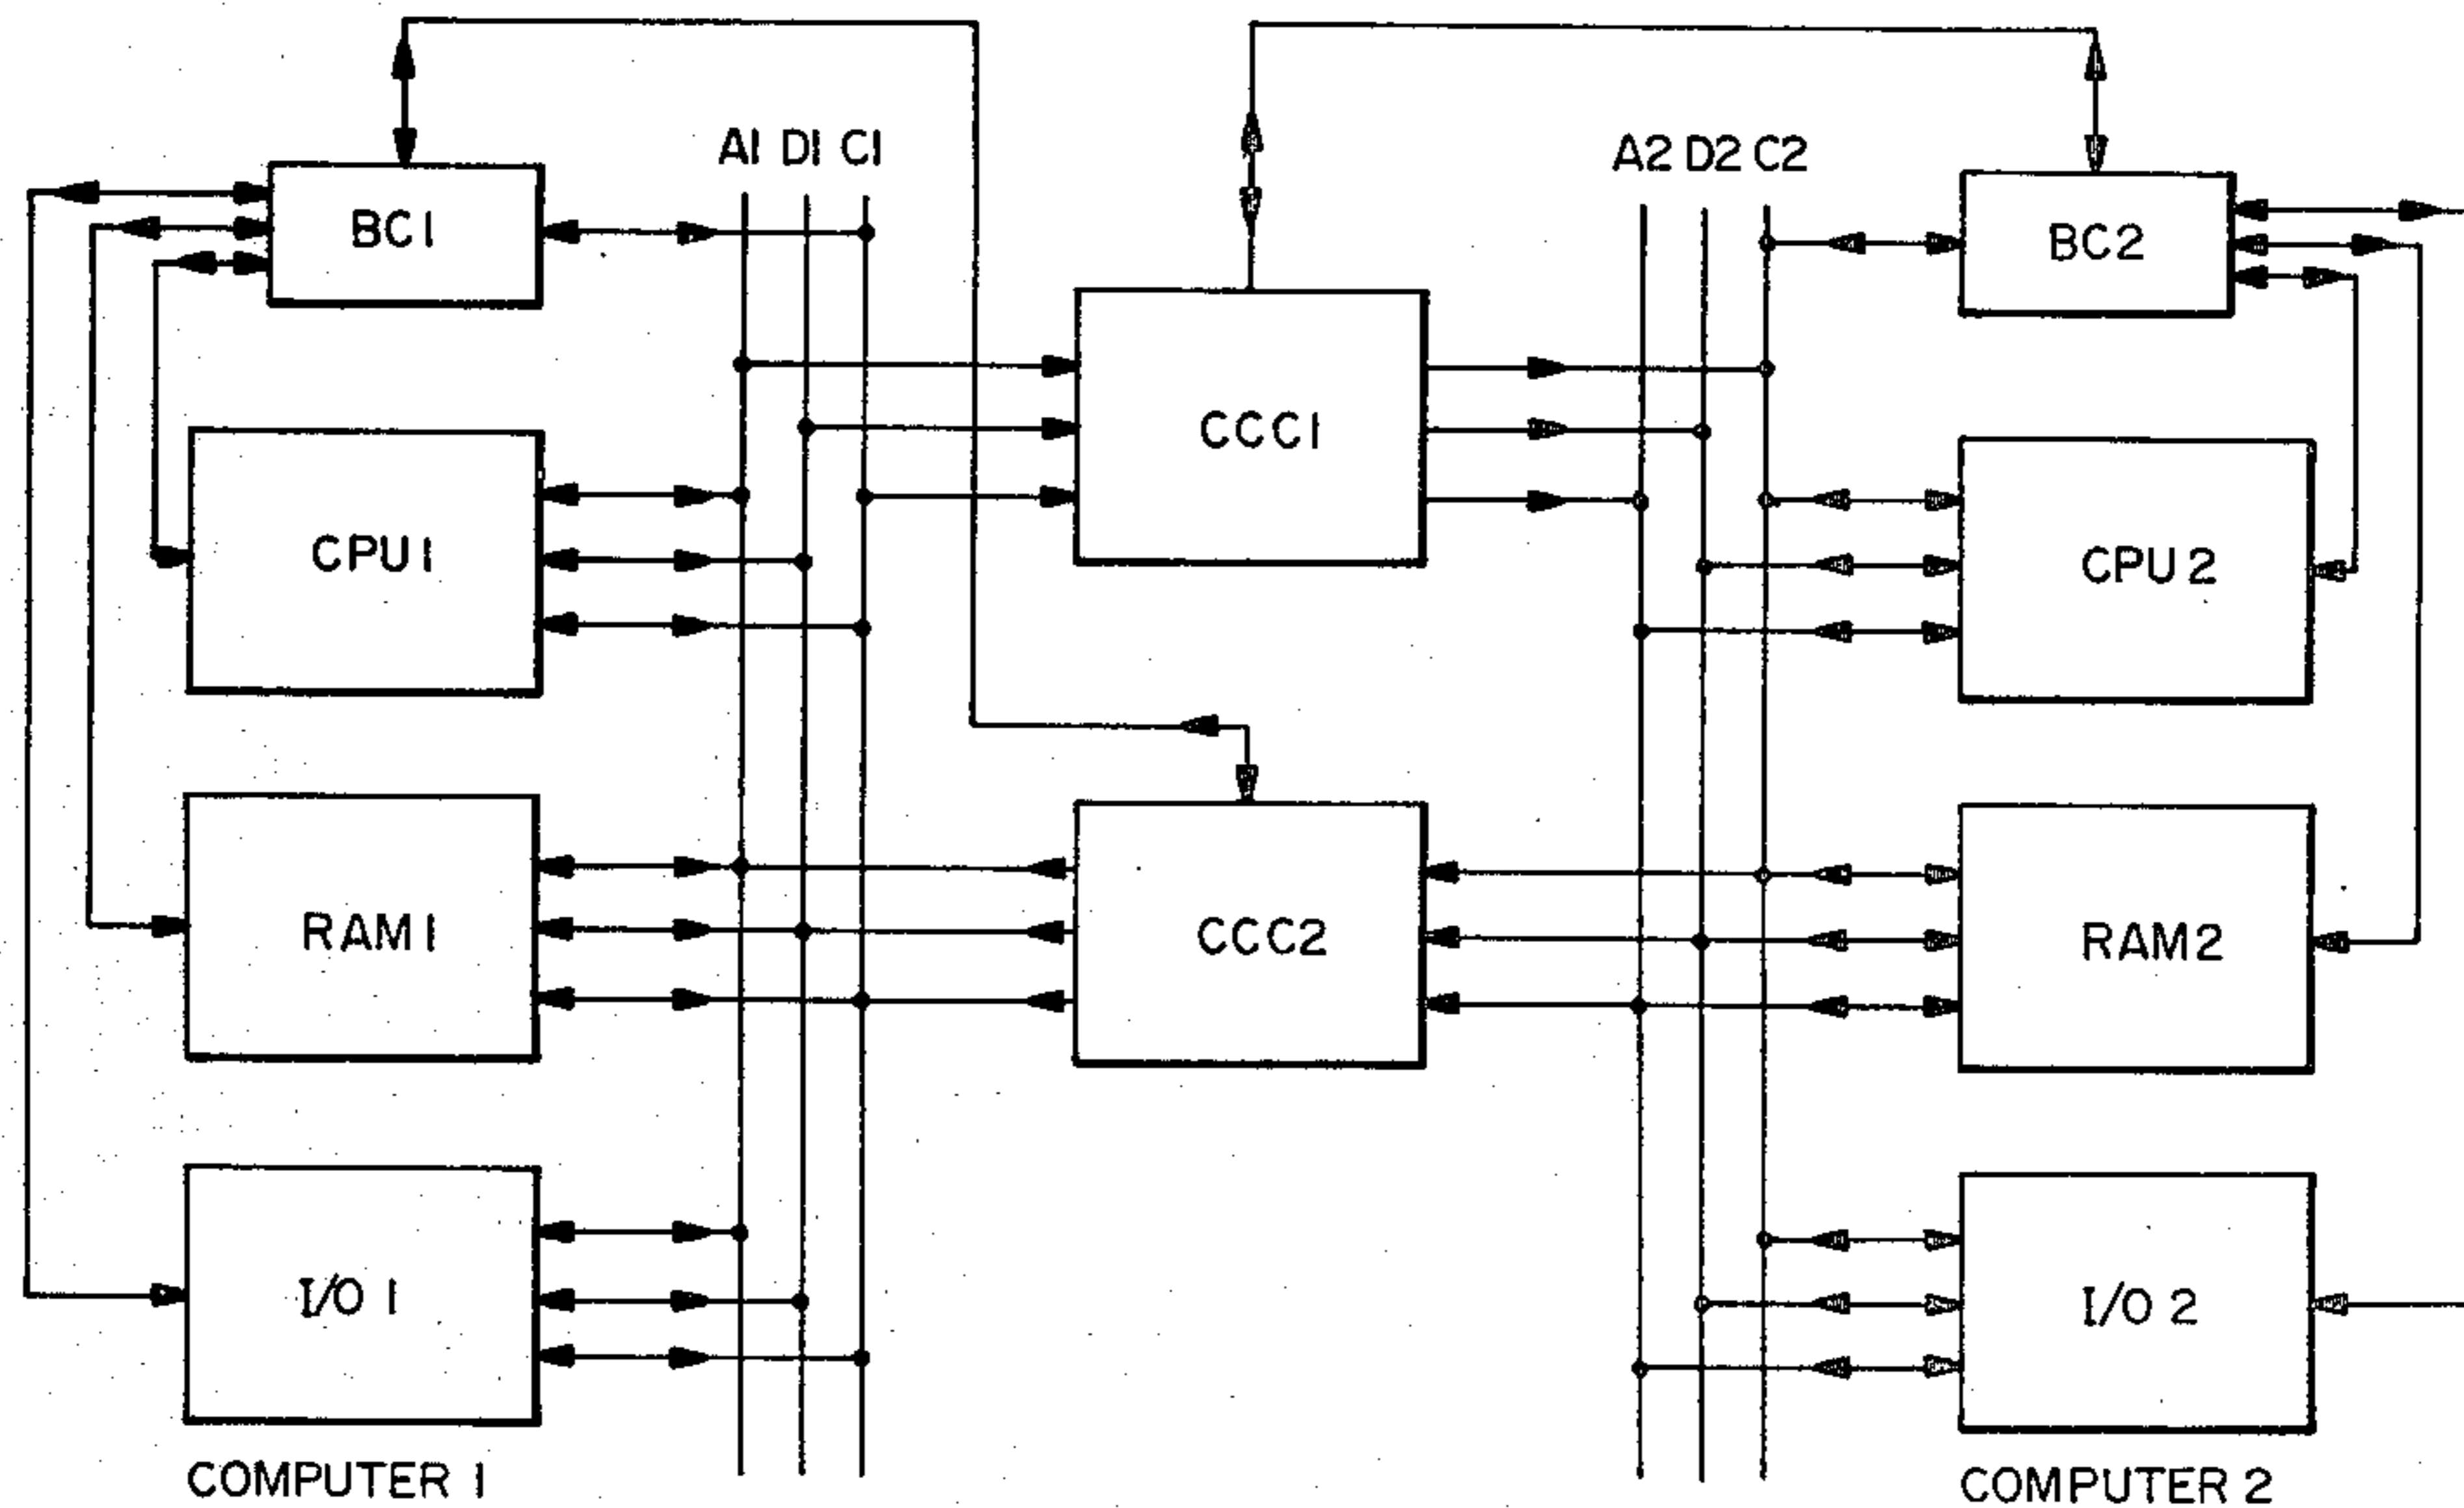 A1 D1 C1
A2 D2 C2
BC1
BC2
CCC1
CPU1
CPU2
RAM1
CCC2
RAM2
I/O 1
I/O 2
COMPUTER 1
COMPUTER 2